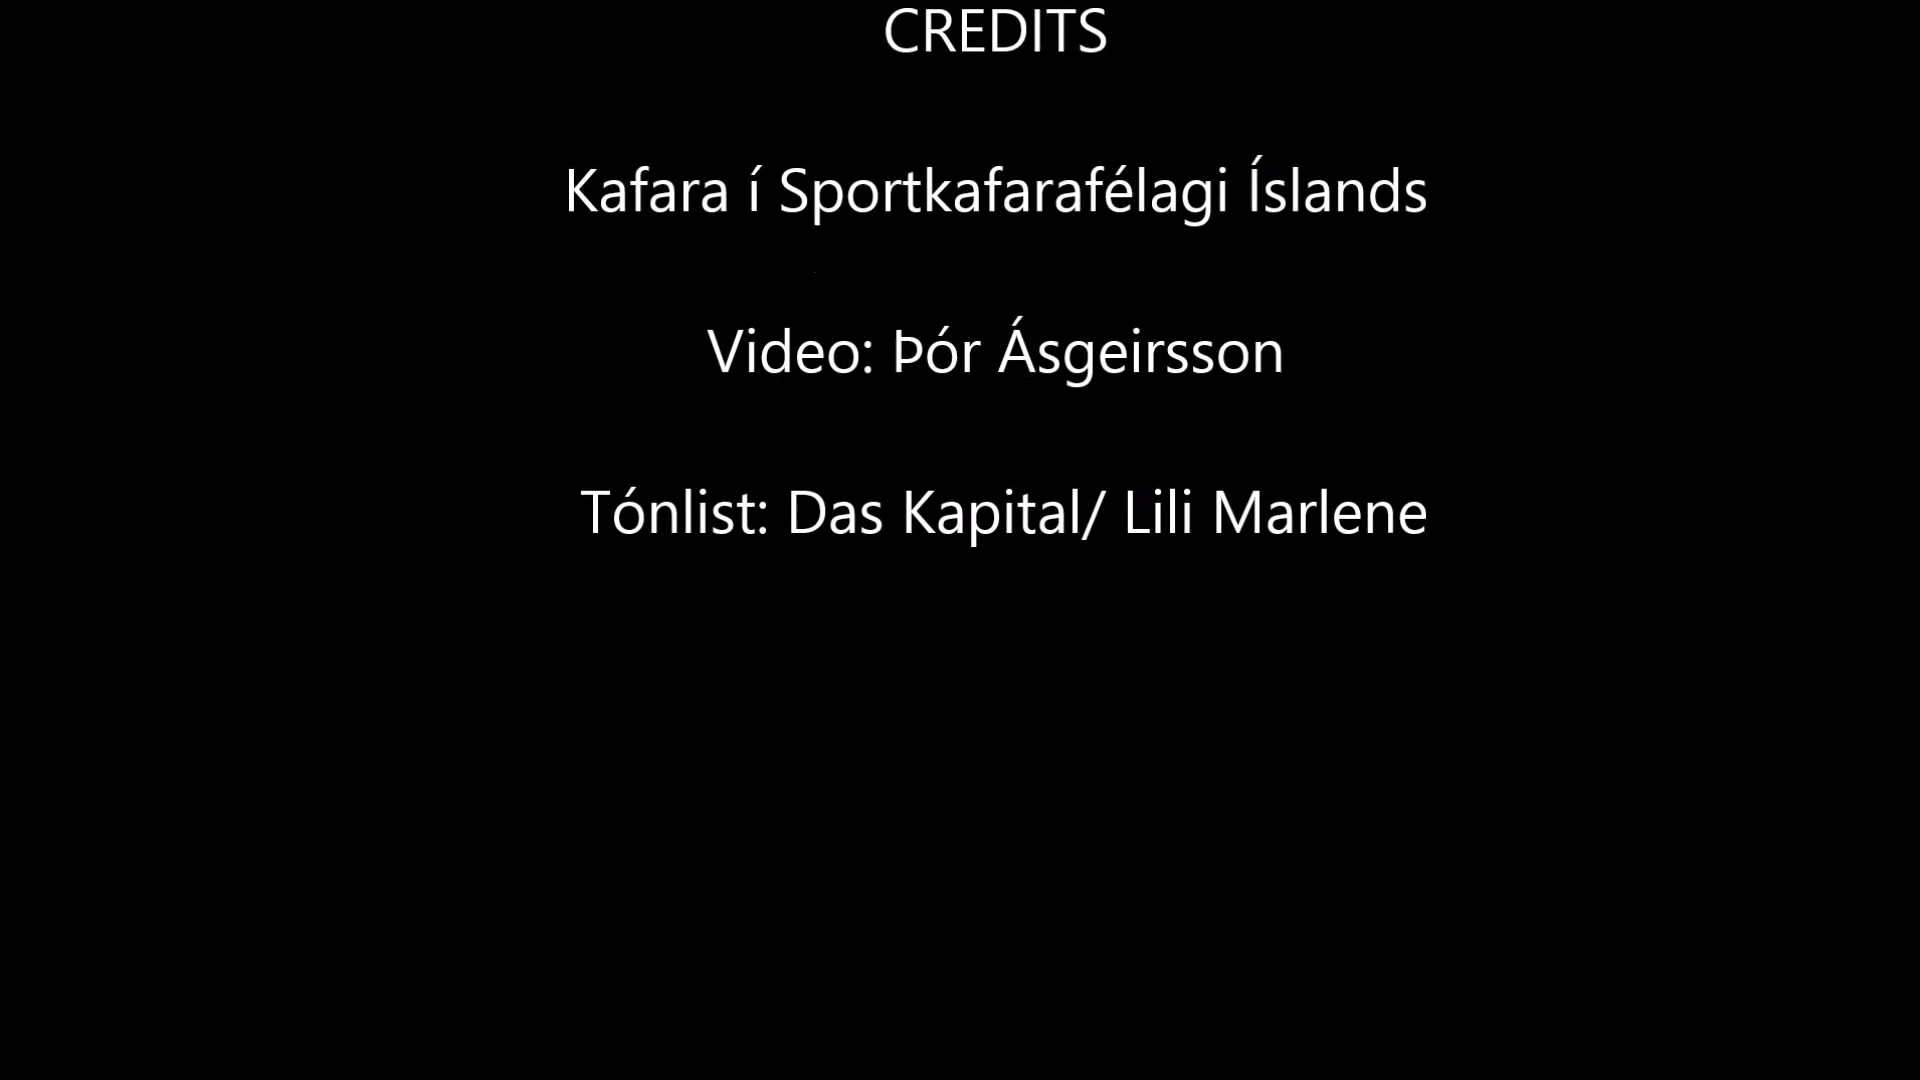 CREDITS
Kafara í Sportkafarafélagi Íslands
Video: Þór Ásgeirsson
Tónlist: Das Kapital/ Lili Marlene